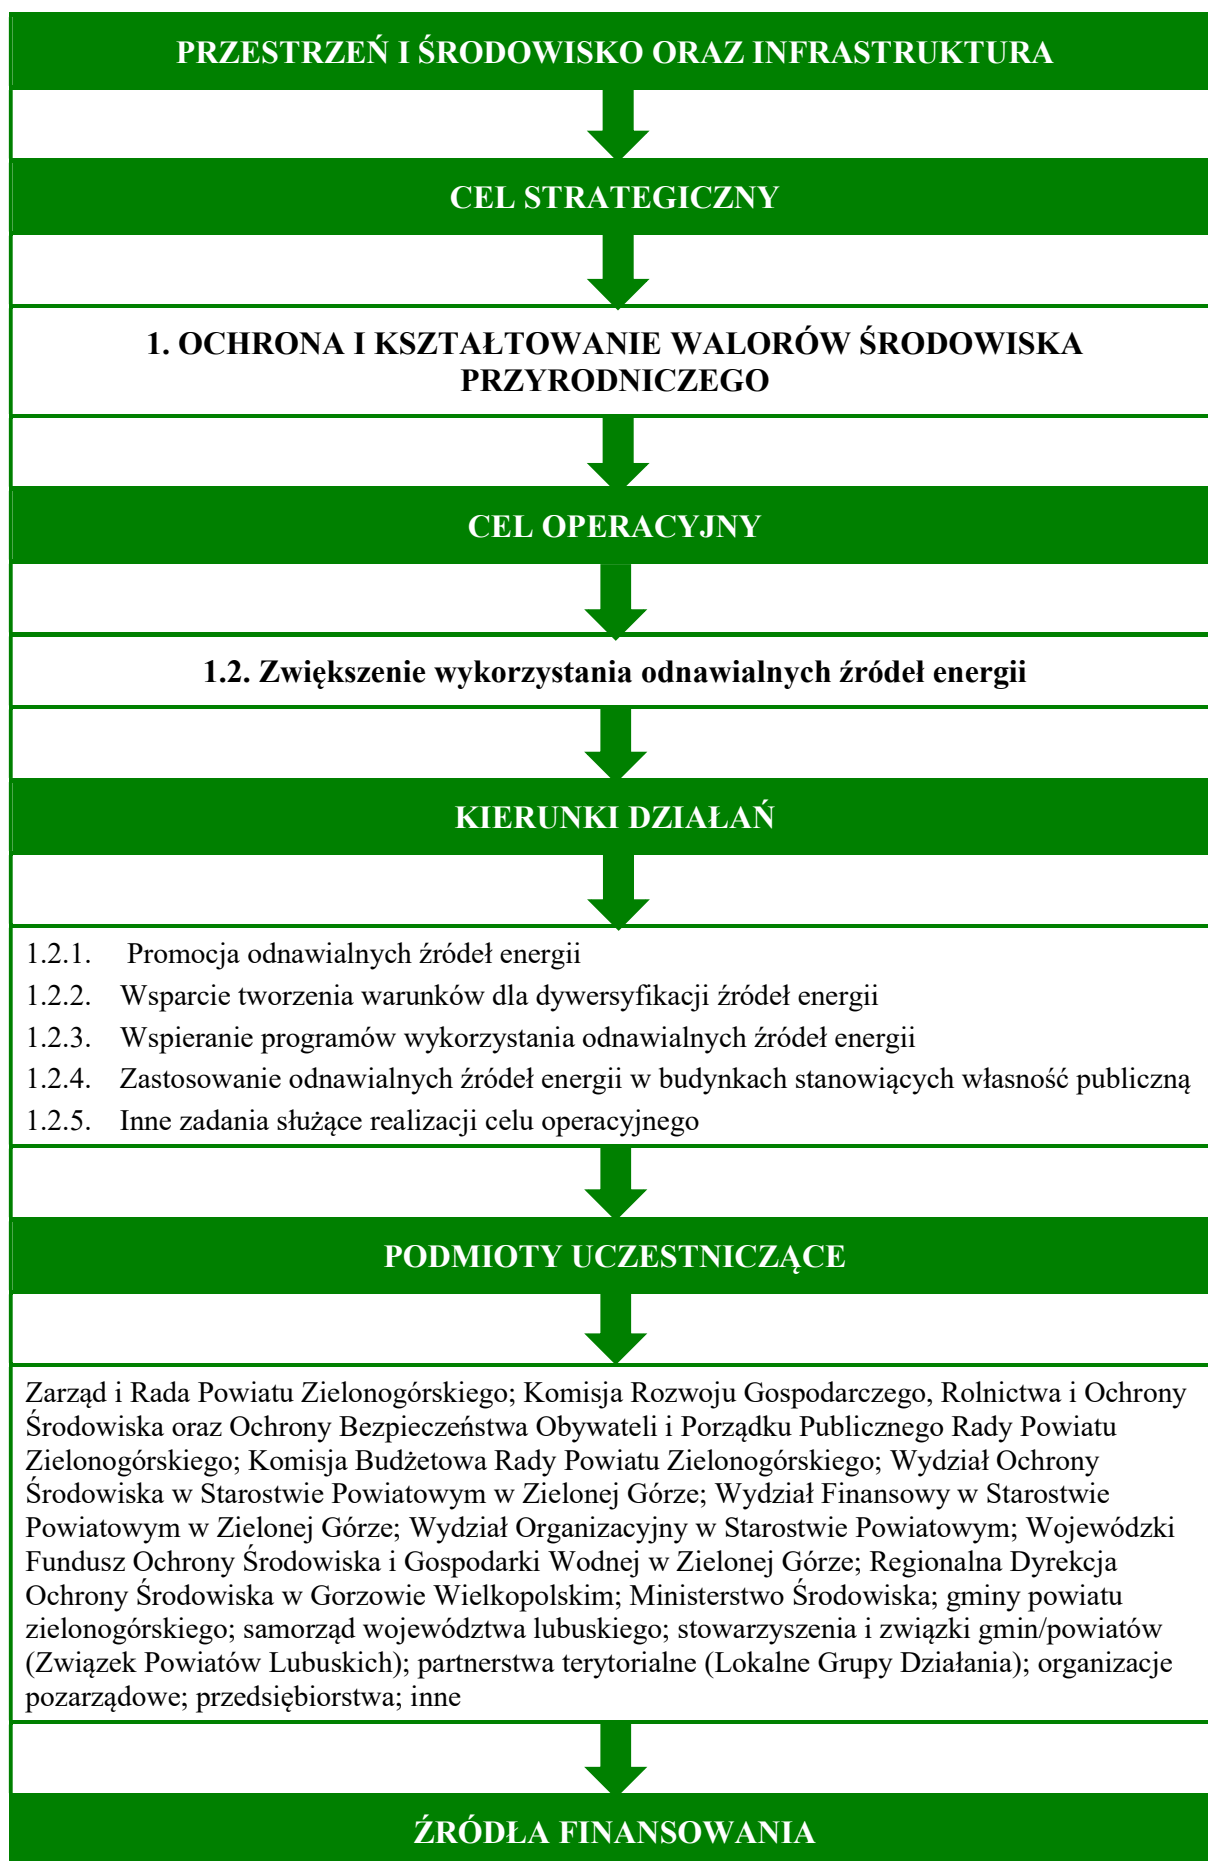 PRZESTRZEŃ I ŚRODOWISKO ORAZ INFRASTRUKTURA
CEL STRATEGICZNY
1. OCHRONA I KSZTAŁTOWANIE WALORÓW ŚRODOWISKA
PRZYRODNICZEGO
CEL OPERACYJNY
1.2. Zwiększenie wykorzystania odnawialnych źródeł energii
KIERUNKI DZIAŁAŃ
1.2.1. Promocja odnawialnych źródeł energii
1.2.2. Wsparcie tworzenia warunków dla dywersyfikacji źródeł energii
1.2.3. Wspieranie programów wykorzystania odnawialnych źródeł energii
1.2.4. Zastosowanie odnawialnych źródeł energii w budynkach stanowiących własność publiczną
1.2.5. Inne zadania służące realizacji celu operacyjnego
PODMIOTY UCZESTNICZĄCE
Zarząd i Rada Powiatu Zielonogórskiego; Komisja Rozwoju Gospodarczego, Rolnictwa i Ochrony
Środowiska oraz Ochrony Bezpieczeństwa Obywateli i Porządku Publicznego Rady Powiatu
Zielonogórskiego; Komisja Budżetowa Rady Powiatu Zielonogórskiego; Wydział Ochrony
Środowiska w Starostwie Powiatowym w Zielonej Górze; Wydział Finansowy w Starostwie
Powiatowym w Zielonej Górze; Wydział Organizacyjny w Starostwie Powiatowym; Wojewódzki
Fundusz Ochrony Środowiska i Gospodarki Wodnej w Zielonej Górze; Regionalna Dyrekcja
Ochrony Środowiska w Gorzowie Wielkopolskim; Ministerstwo Środowiska; gminy powiatu
zielonogórskiego; samorząd województwa lubuskiego; stowarzyszenia i związki gmin/powiatów
(Związek Powiatów Lubuskich); partnerstwa terytorialne (Lokalne Grupy Działania); organizacje
pozarządowe; przedsiębiorstwa; inne
ŹRÓDŁA FINANSOWANIA